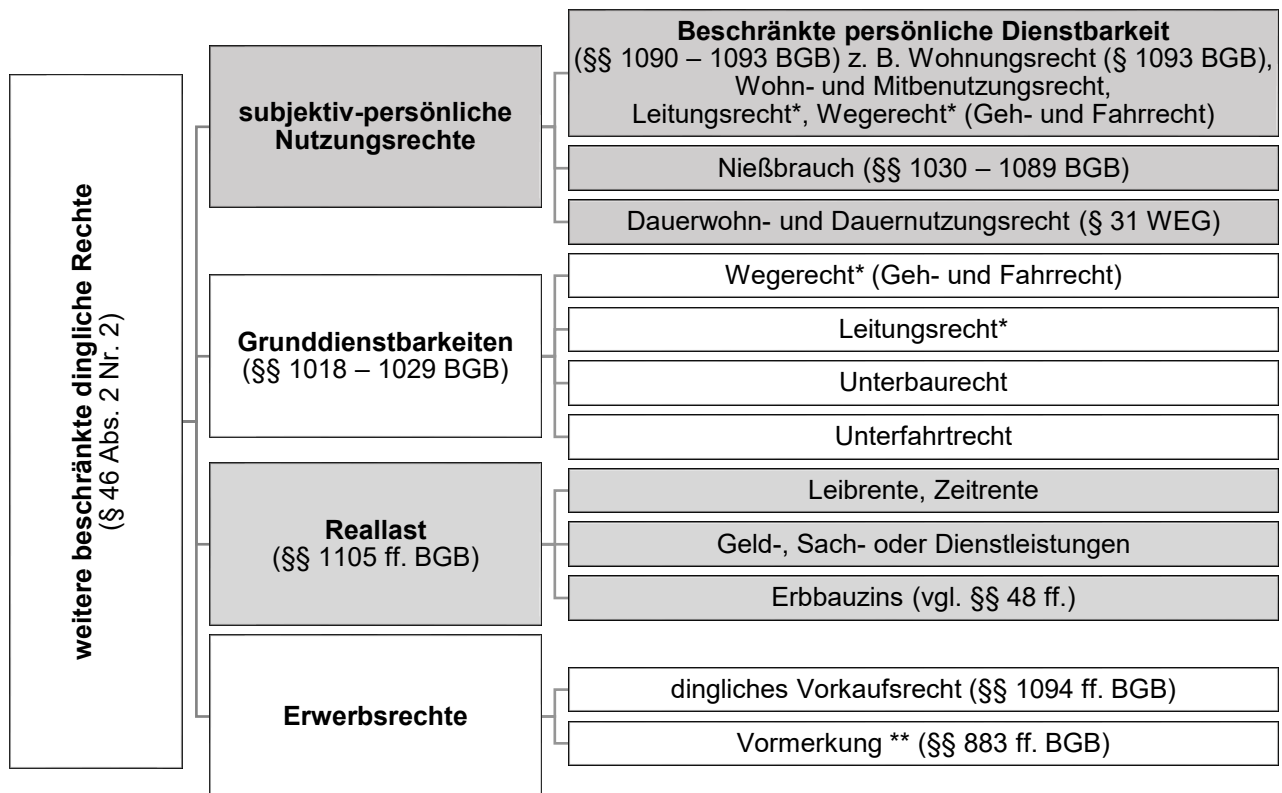 weitere beschränkte dingliche Rechte
(§ 46 Abs. 2 Nr. 2)
subjektiv-persönliche
Nutzungsrechte
Beschränkte persönliche Dienstbarkeit
(§§ 1090 – 1093 BGB) z. B. Wohnungsrecht (§ 1093 BGB),
Wohn- und Mitbenutzungsrecht,
Leitungsrecht*, Wegerecht* (Geh- und Fahrrecht)
Nießbrauch (§§ 1030 – 1089 BGB)
Dauerwohn- und Dauernutzungsrecht (§ 31 WEG)
Grunddienstbarkeiten
(§§ 1018 – 1029 BGB)
Wegerecht* (Geh- und Fahrrecht)
Leitungsrecht*
Unterbaurecht
Unterfahrtrecht
Reallast
(§§ 1105 ff. BGB)
Leibrente, Zeitrente
Geld-, Sach- oder Dienstleistungen
Erbbauzins (vgl. §§ 48 ff.)
Erwerbsrechte
dingliches Vorkaufsrecht (§§ 1094 ff. BGB)
Vormerkung ** (§§ 883 ff. BGB)